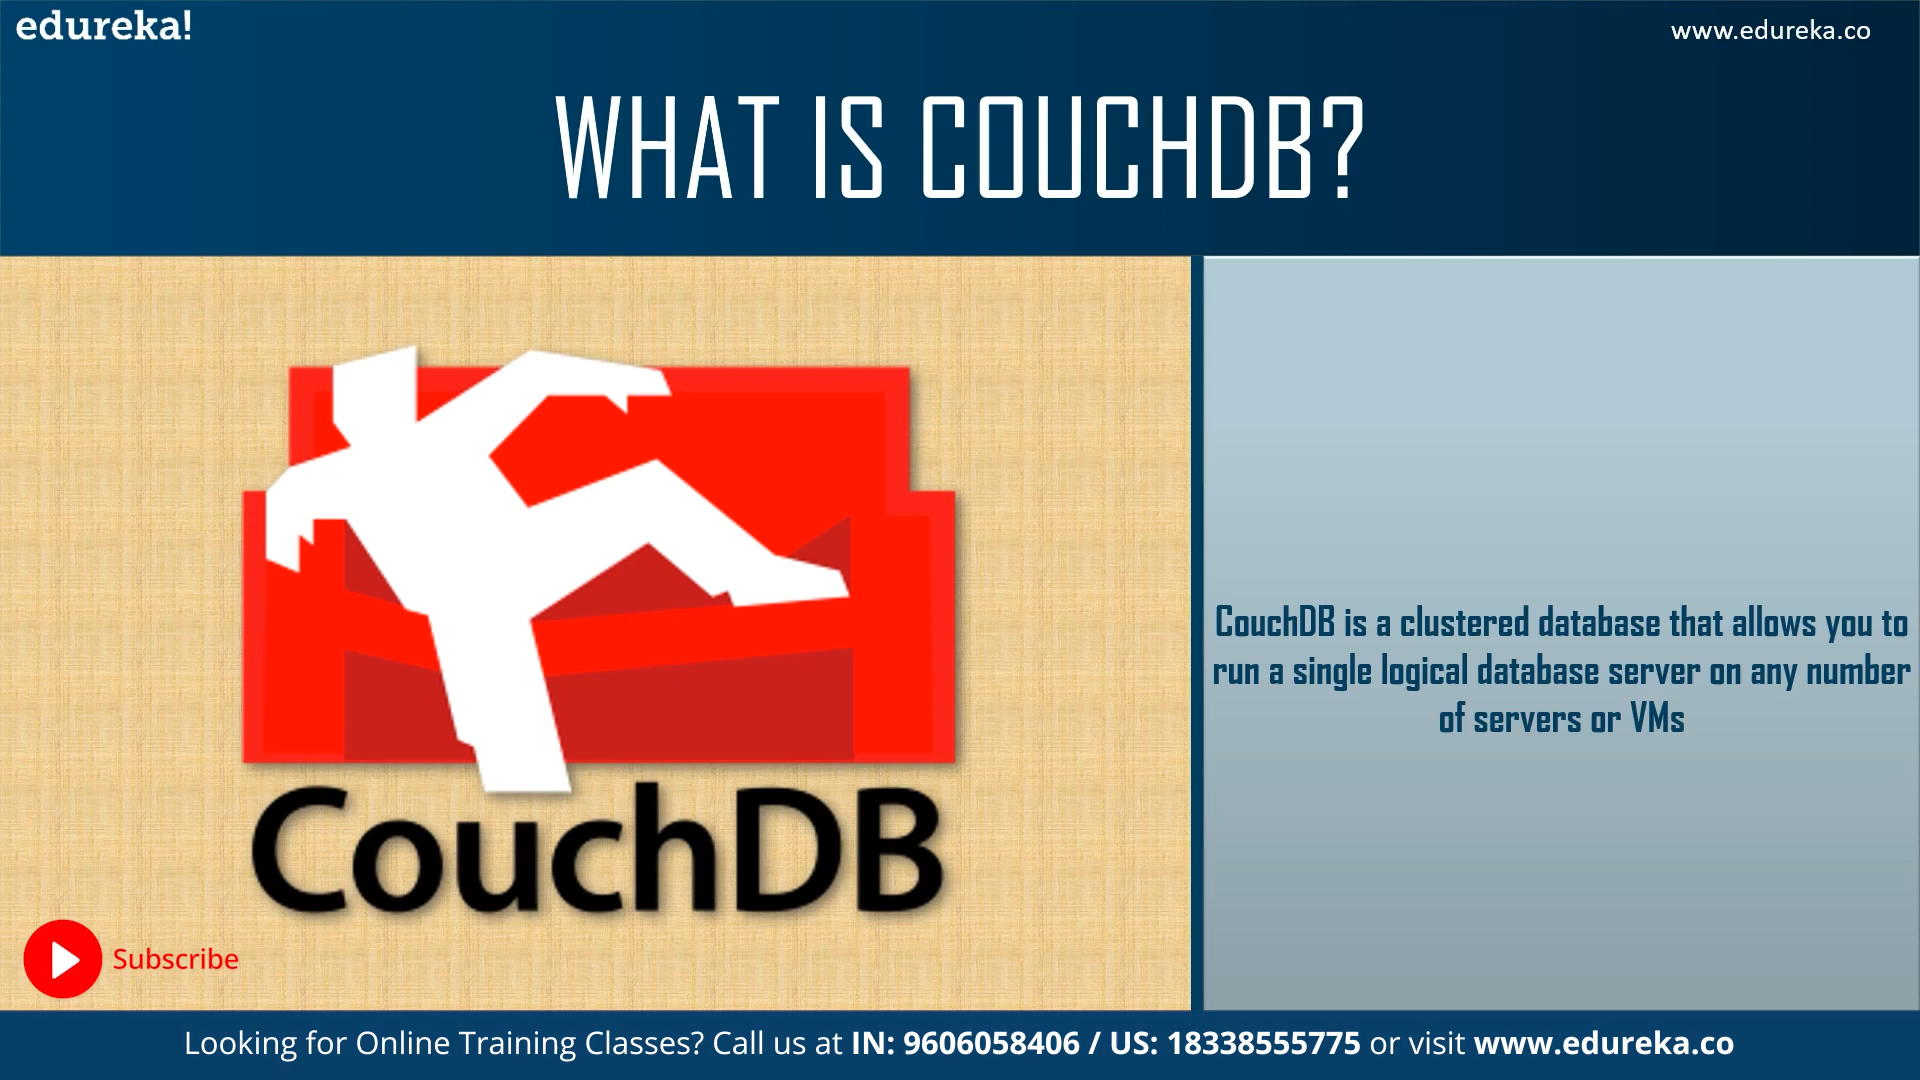 edureka!
www.edureka.co
WHAT IS COUCHDB?
CouchDB is a clustered database that allows you to
run a single logical database server on any number
of servers or VMs
CouchDB
Subscribe
Looking for Online Training Classes? Call us at IN: 9606058406 / US: 18338555775 or visit www.edureka.co